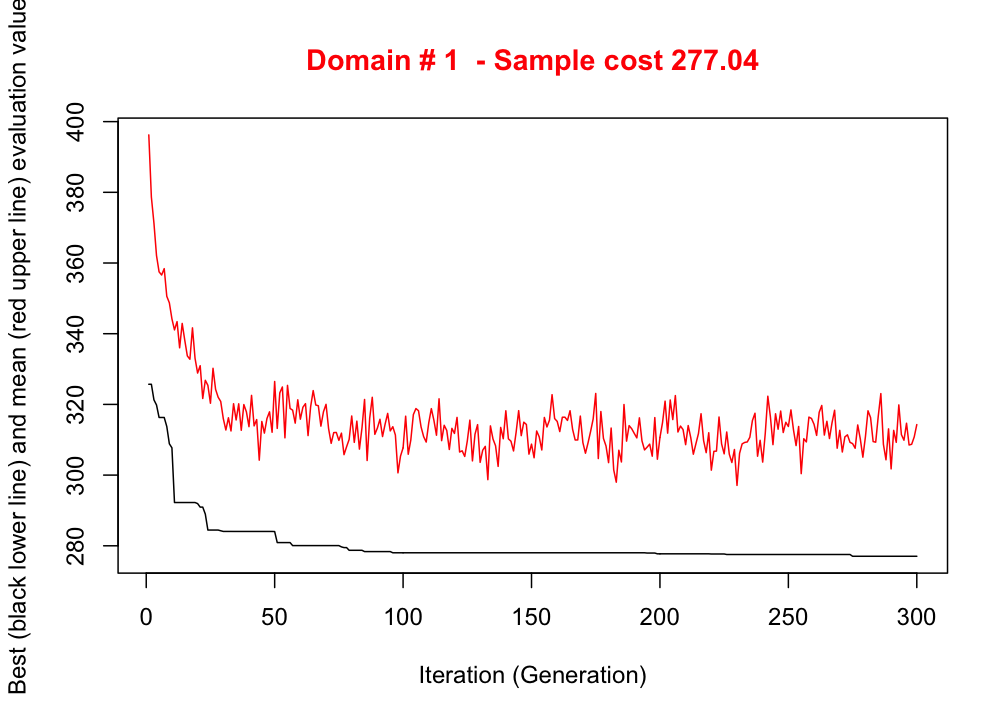 Domain # 1  - Sample cost 277.04
Best (black lower line) and mean (red upper line) evaluation value
400
380
360
340
320
300
280
0 50 100 150 200 250 300
Iteration (Generation)